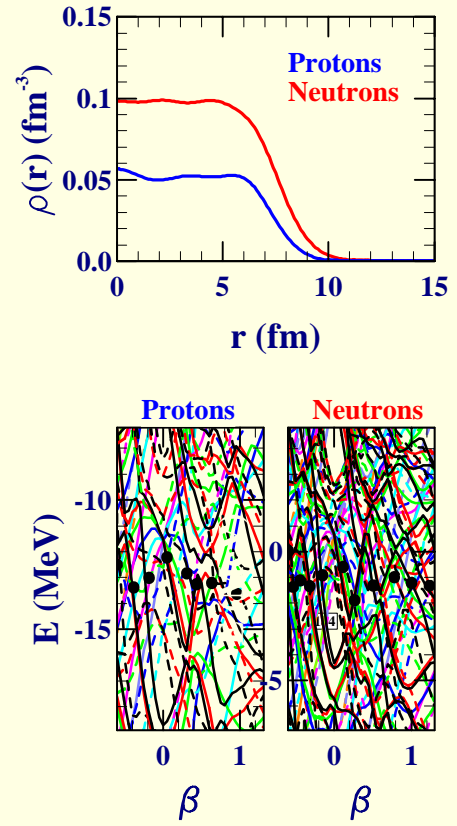 ρ(r) (fm⁻³)
0.15
0.1
0.05
0.0
Protons
Neutrons
0 5 10 15
r (fm)
Protons Neutrons
E (MeV)
-10
-15
0
-5
0 1 0 1
β β